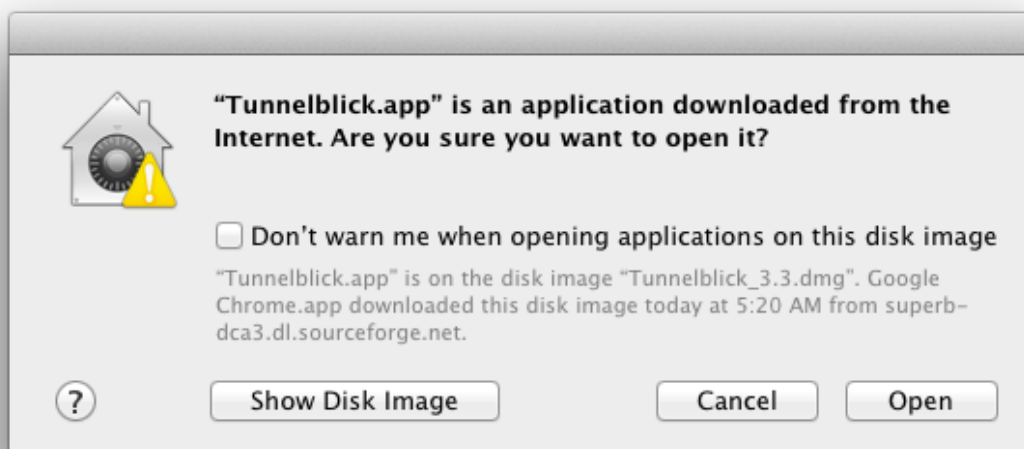 “Tunnelblick.app” is an application downloaded from the
Internet. Are you sure you want to open it?
Don’t warn me when opening applications on this disk image
“Tunnelblick.app” is on the disk image “Tunnelblick_3.3.dmg”. Google
Chrome.app downloaded this disk image today at 5:20 AM from superb-
dca3.dl.sourceforge.net.
? Show Disk Image Cancel Open